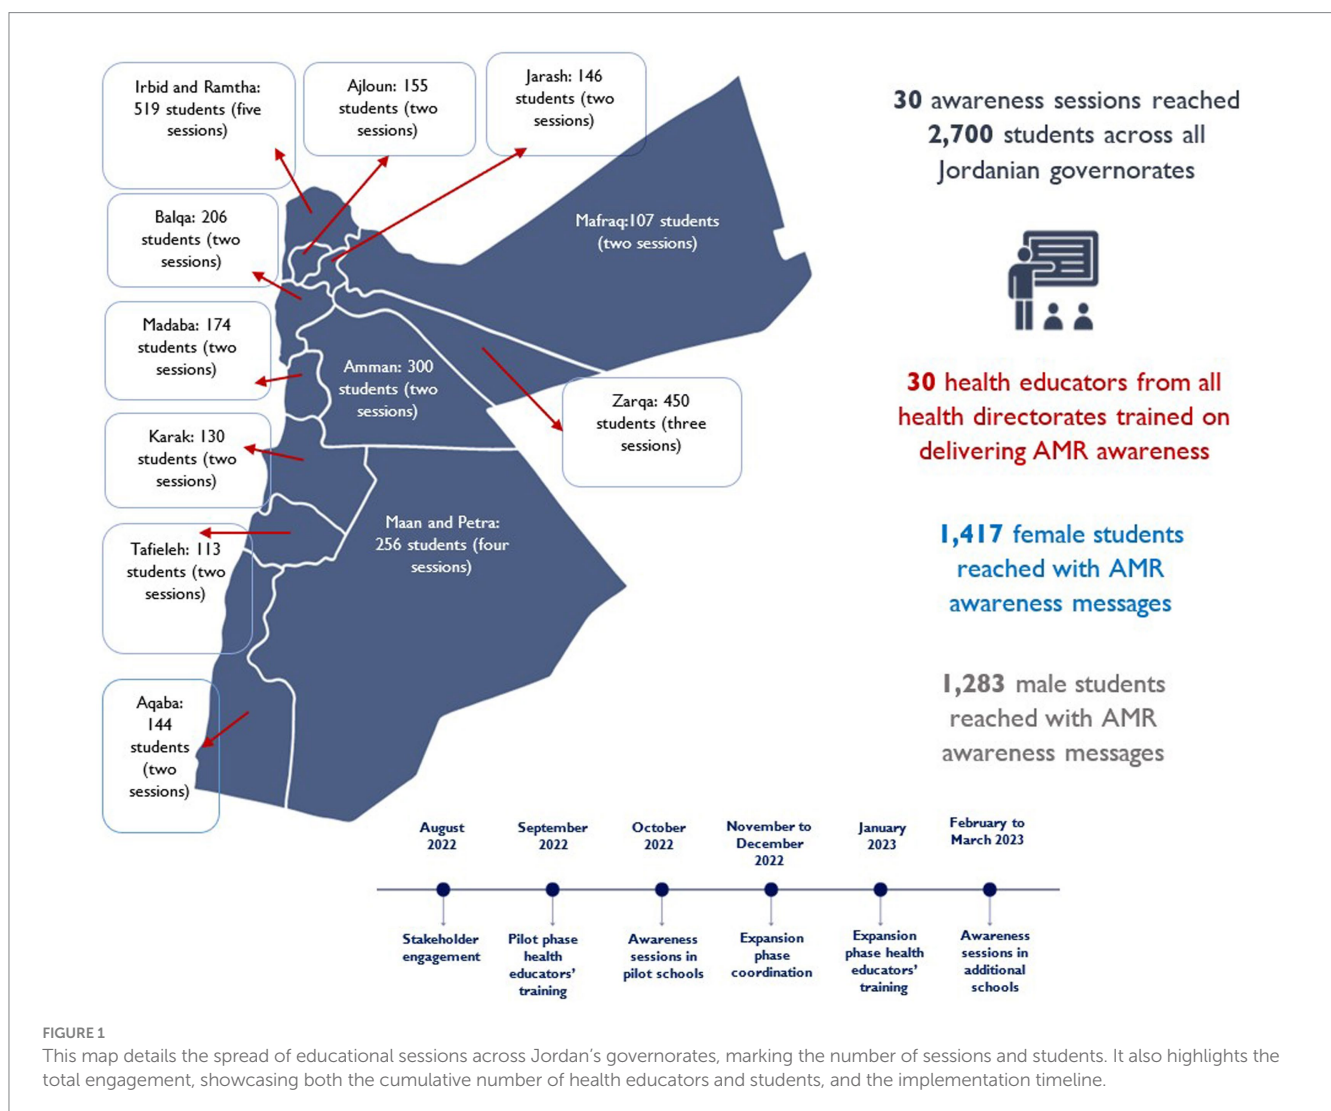 Irbid and Ramtha:
519 students (five
sessions)
Ajloun: 155
students (two
sessions)
Jarash: 146
students (two
sessions)
Balqa: 206
students (two
sessions)
Mafraq:107 students
(two sessions)
Madaba: 174
students (two
sessions)
Amman: 300
students (two
sessions)
Zarqa: 450
students (three
sessions)
Karak: 130
students (two
sessions)
Maan and Petra:
256 students (four
sessions)
Tafieleh: 113
students (two
sessions)
Aqaba:
144
students
(two
sessions)
30 awareness sessions reached
2,700 students across all
Jordanian governorates
30 health educators from all
health directorates trained on
delivering AMR awareness
1,417 female students
reached with AMR
awareness messages
1,283 male students
reached with AMR
awareness messages
August
2022
September
2022
October
2022
November to
December
2022
January
2023
February to
March 2023
Stakeholder
engagement
Pilot phase
health
educators’
training
Awareness
sessions in
pilot schools
Expansion
phase
coordination
Expansion
phase health
educators’
training
Awareness
sessions in
additional
schools
FIGURE 1
This map details the spread of educational sessions across Jordan’s governorates, marking the number of sessions and students. It also highlights the
total engagement, showcasing both the cumulative number of health educators and students, and the implementation timeline.